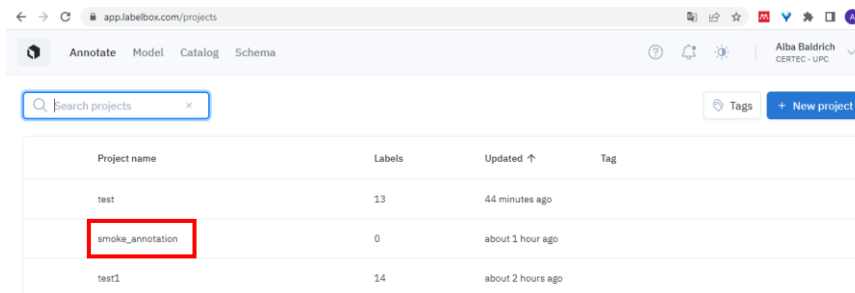 app.labelbox.com/projects
Annotate Model Catalog Schema
Alba Baldrich
CERTEC - UPC
Search projects
Tags
+ New project
Project name Labels Updated ↑ Tag
test 13 44 minutes ago
smoke_annotation 0 about 1 hour ago
test1 14 about 2 hours ago